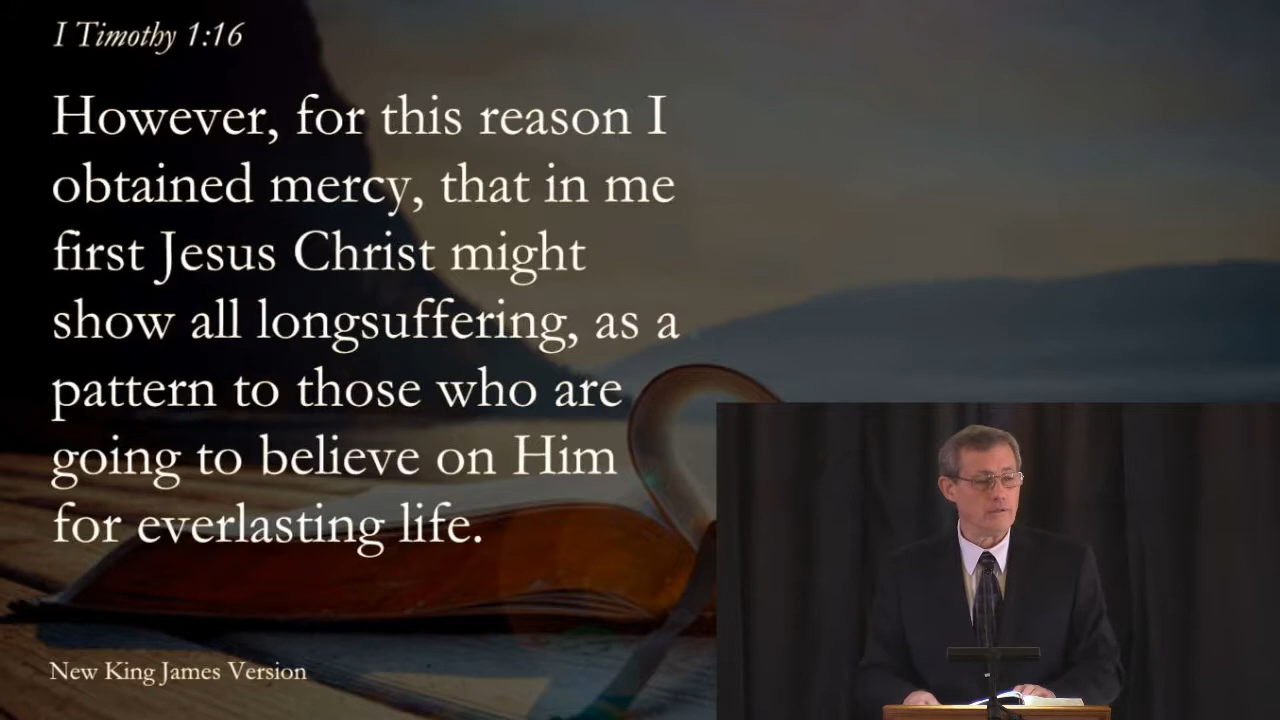 I Timothy 1:16
However, for this reason I
obtained mercy, that in me
first Jesus Christ might
show all longsuffering, as a
pattern to those who are
going to believe on Him
for everlasting life.
New King James Version